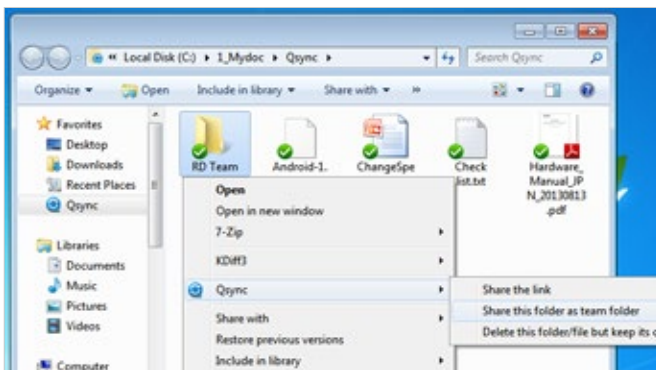 Local Disk (C:) ▸ 1_Mydoc ▸ Qsync ▸
Search Qsync
Organize
Open
Include in library
Share with
»
Favorites
Desktop
Downloads
Recent Places
Qsync
Libraries
Documents
Music
Pictures
Videos
Computer
RD Team
Android-1.
ChangeSpe
Check
list.txt
Hardware_
Manual_JP
N_20130813
.pdf
Open
Open in new window
7-Zip
KDiff3
Qsync
Share with
Restore previous versions
Include in library
Share the link
Share this folder as team folder
Delete this folder/file but keep its